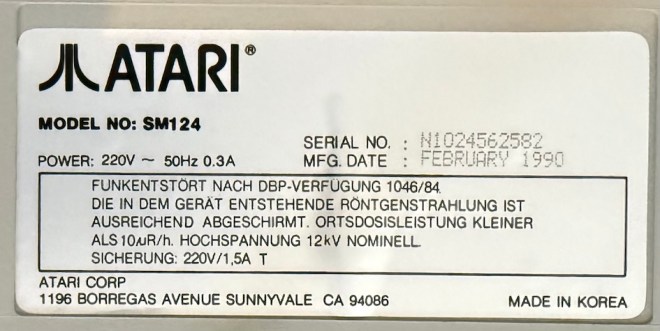 ATARI®
MODEL NO: SM124
SERIAL NO. : N1024562582
POWER: 220V ~ 50Hz 0.3A
MFG. DATE : FEBRUARY 1990
FUNKENTSTÖRT NACH DBP-VERFÜGUNG 1046/84.
DIE IN DEM GERÄT ENTSTEHENDE RÖNTGENSTRAHLUNG IST
AUSREICHEND ABGESCHIRMT. ORTSDOSISLEISTUNG KLEINER
ALS 10µR/h. HOCHSPANNUNG 12kV NOMINELL.
SICHERUNG: 220V/1,5A T
ATARI CORP
1196 BORREGAS AVENUE SUNNYVALE CA 94086
MADE IN KOREA